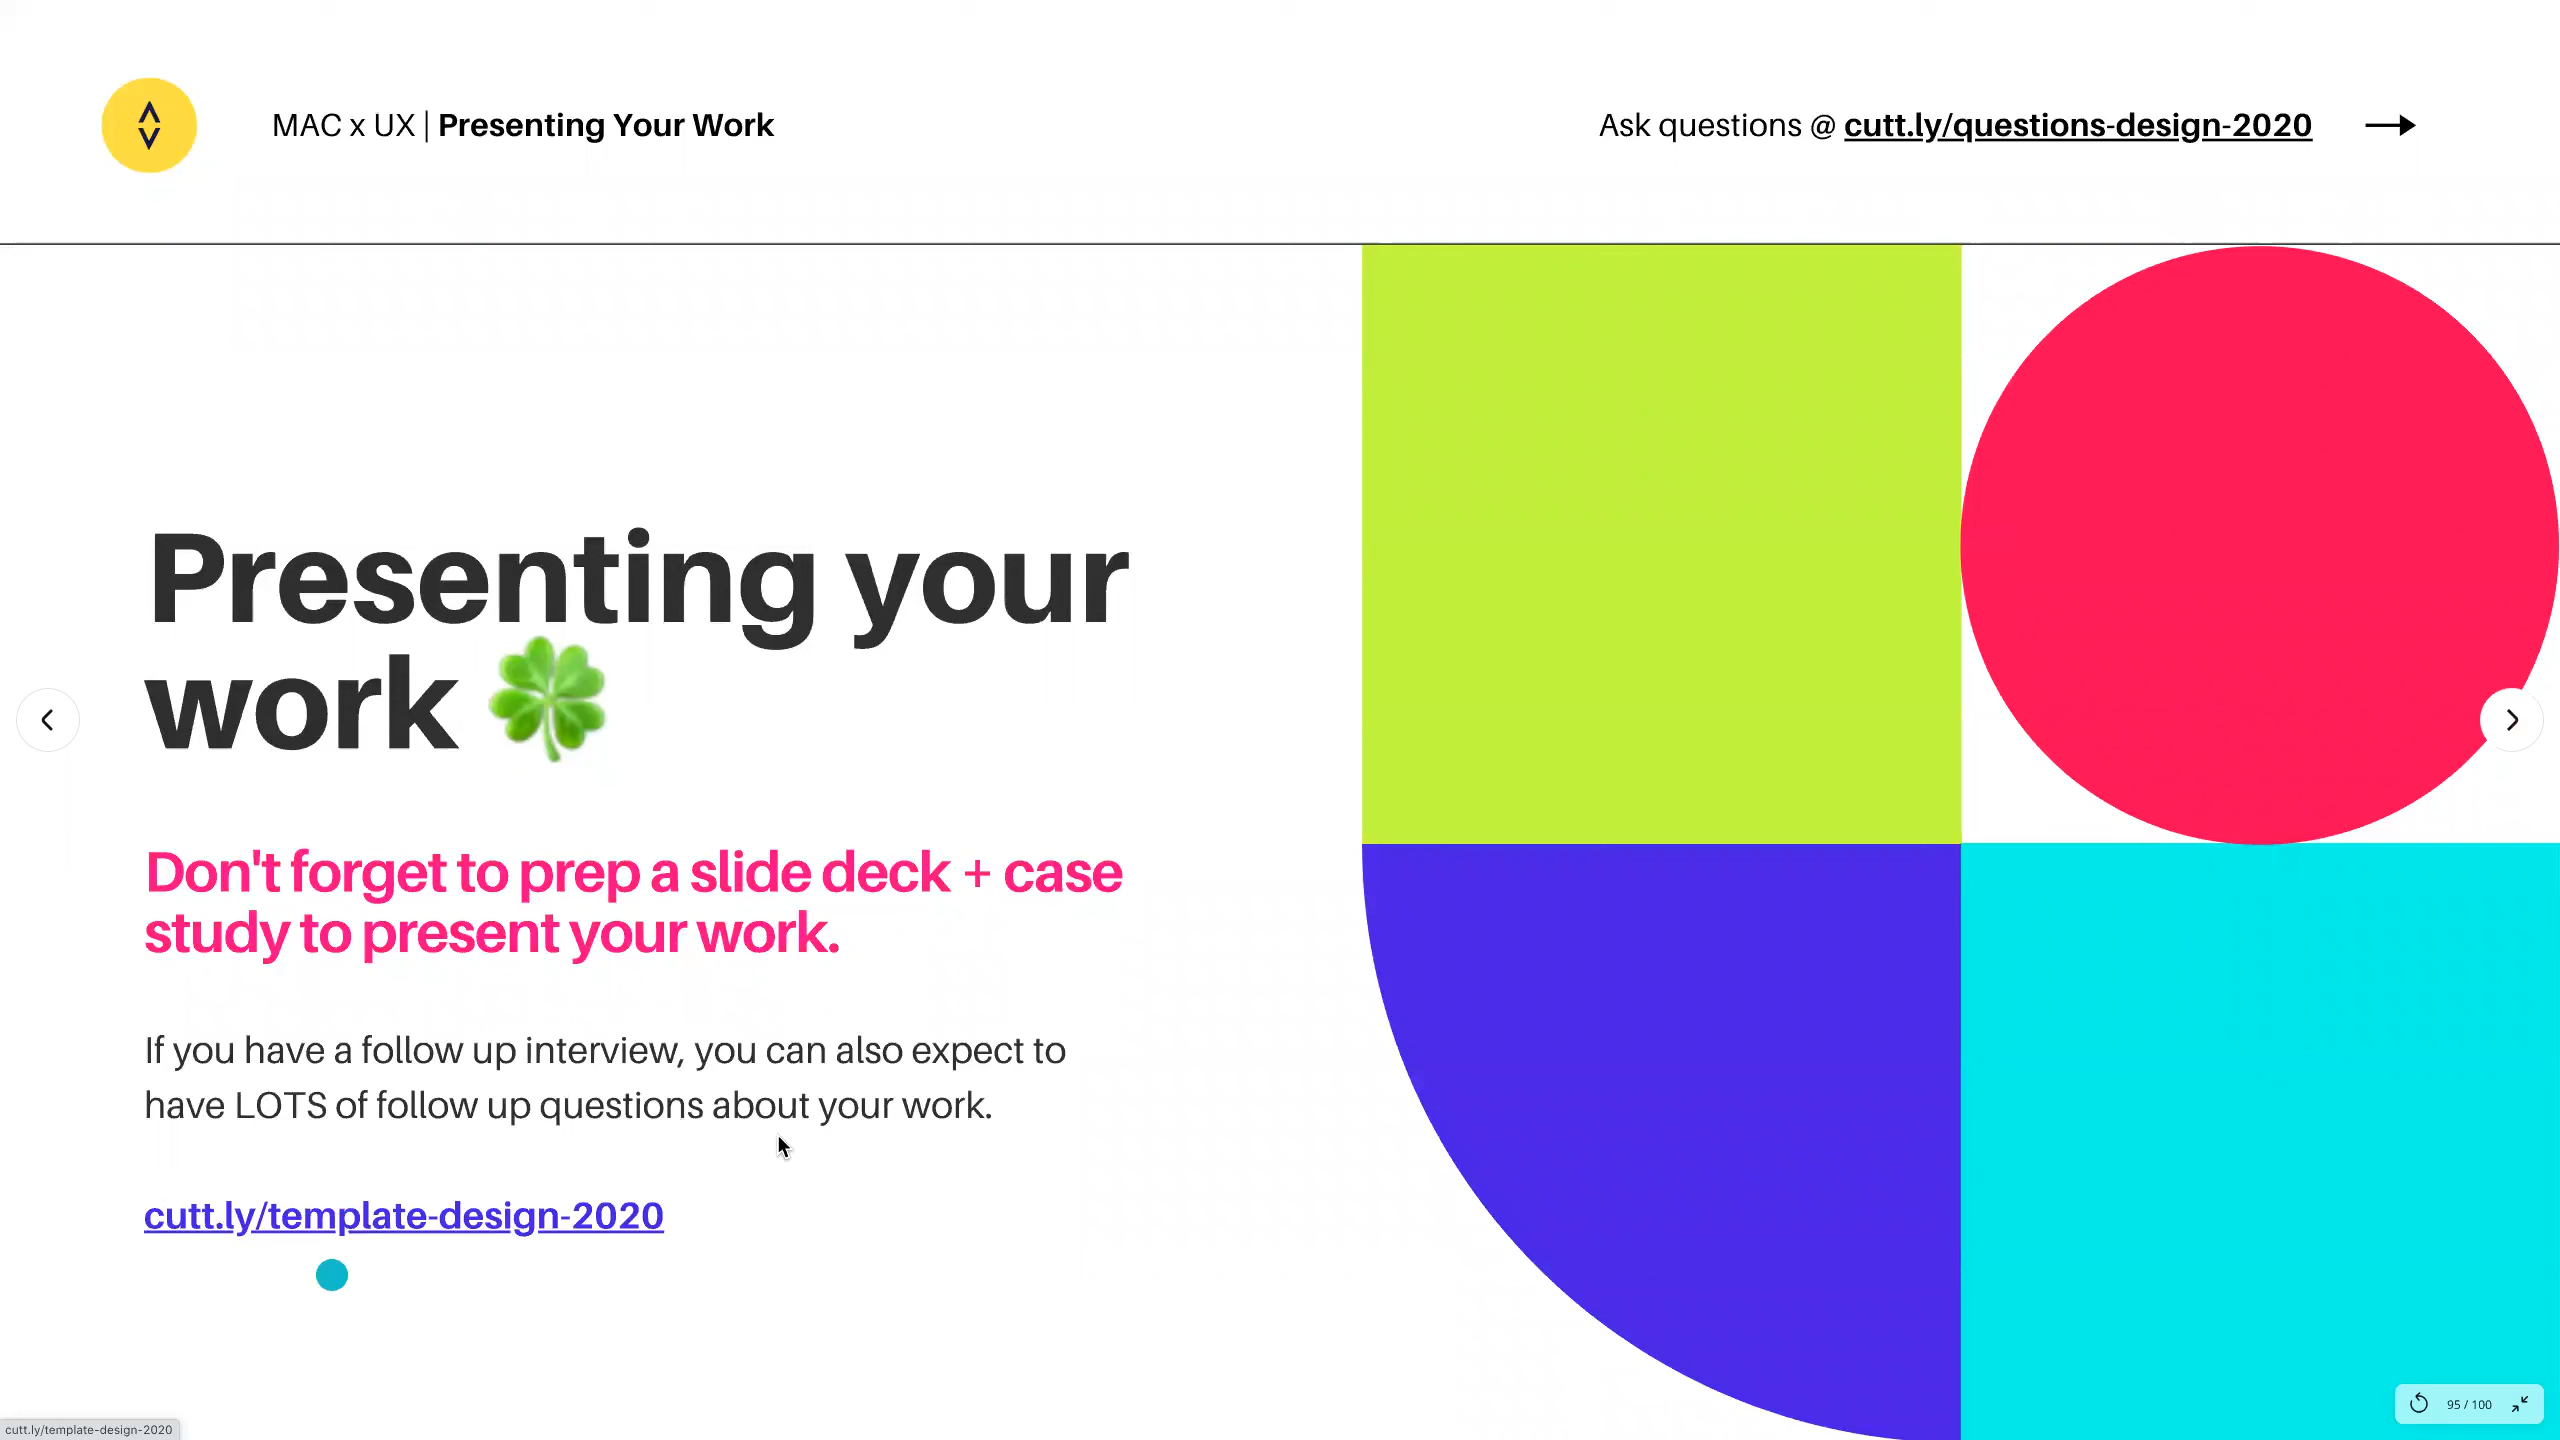 MAC x UX | Presenting Your Work
Ask questions @ cutt.ly/questions-design-2020
Presenting your
work
Don't forget to prep a slide deck + case
study to present your work.
If you have a follow up interview, you can also expect to
have LOTS of follow up questions about your work.
cutt.ly/template-design-2020
95 / 100
cutt.ly/template-design-2020